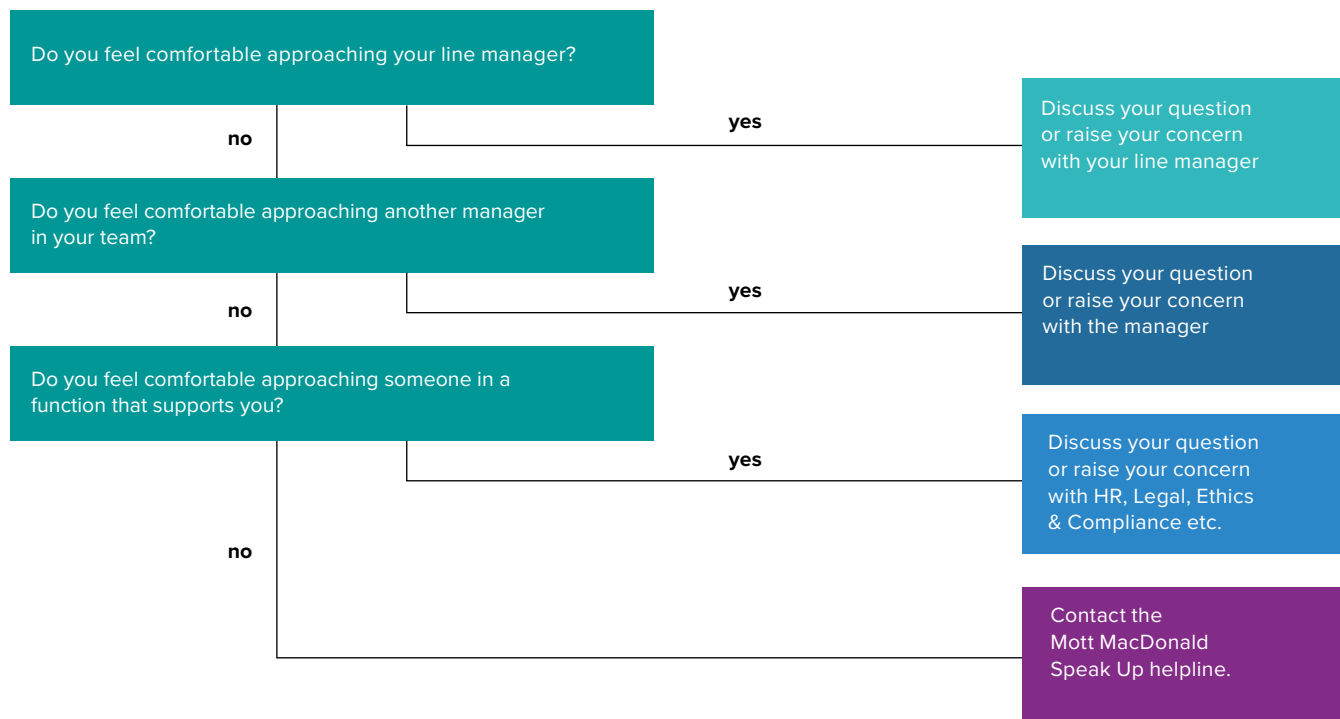 Do you feel comfortable approaching your line manager?
yes
Discuss your question
or raise your concern
with your line manager
no
Do you feel comfortable approaching another manager
in your team?
yes
Discuss your question
or raise your concern
with the manager
no
Do you feel comfortable approaching someone in a
function that supports you?
yes
Discuss your question
or raise your concern
with HR, Legal, Ethics
& Compliance etc.
no
Contact the
Mott MacDonald
Speak Up helpline.